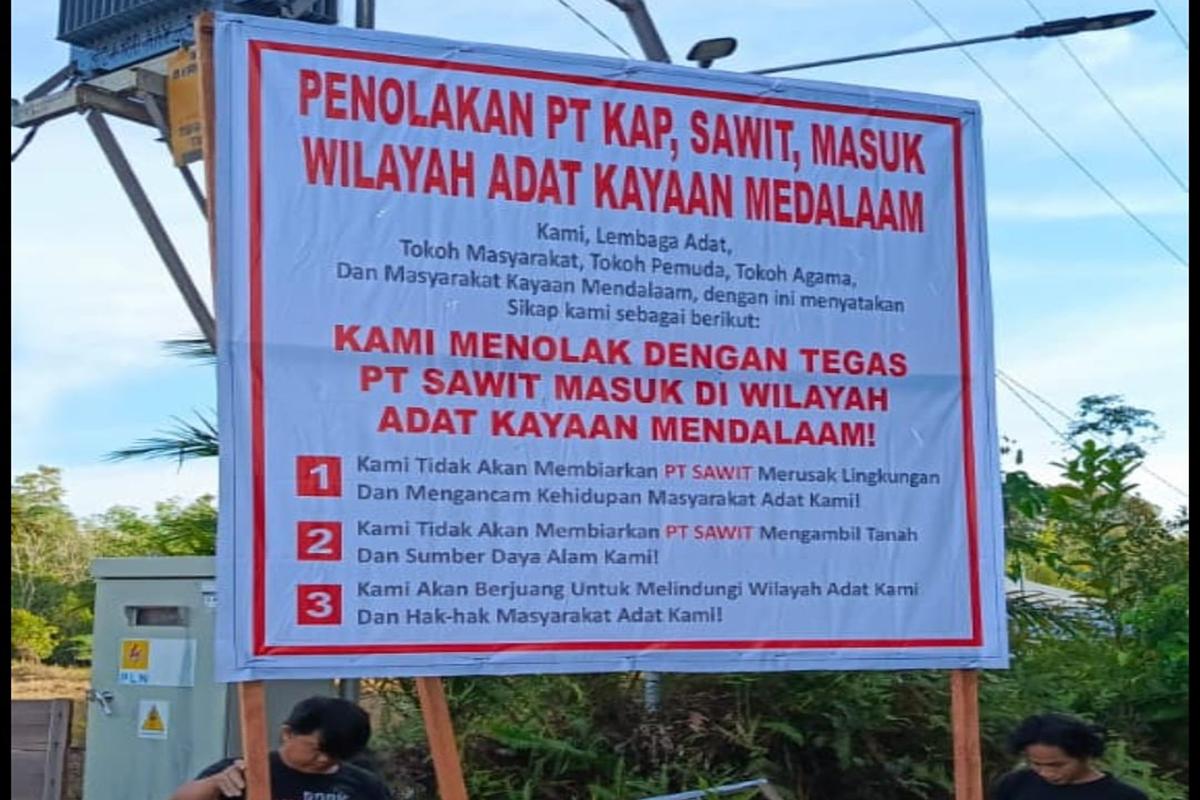 PENOLAKAN PT KAP, SAWIT, MASUK
WILAYAH ADAT KAYAAN MEDALAAM
Kami, Lembaga Adat,
Tokoh Masyarakat, Tokoh Pemuda, Tokoh Agama,
Dan Masyarakat Kayaan Mendalaam, dengan ini menyatakan
Sikap kami sebagai berikut:
KAMI MENOLAK DENGAN TEGAS
PT SAWIT MASUK DI WILAYAH
ADAT KAYAAN MENDALAAM!
1 Kami Tidak Akan Membiarkan PT SAWIT Merusak Lingkungan
Dan Mengancam Kehidupan Masyarakat Adat Kami!
2 Kami Tidak Akan Membiarkan PT SAWIT Mengambil Tanah
Dan Sumber Daya Alam Kami!
3 Kami Akan Berjuang Untuk Melindungi Wilayah Adat Kami
Dan Hak-hak Masyarakat Adat Kami!
PLN